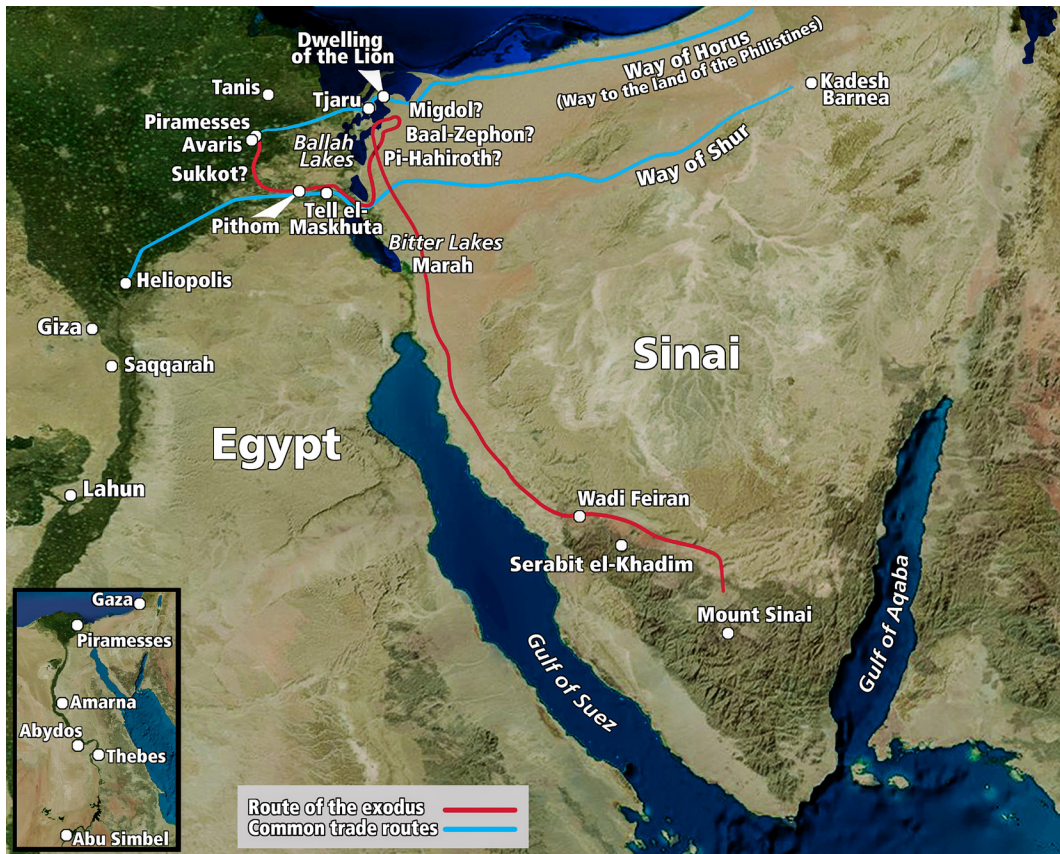 Dwelling
of the Lion
Way of Horus
(Way to the land of the Philistines)
Tanis
Tjaru
Migdol?
Kadesh
Barnea
Piramesses
Avaris
Ballah
Lakes
Baal-Zephon?
Pi-Hahiroth?
Way of Shur
Sukkot?
Pithom
Tell el-
Maskhuta
Bitter Lakes
Marah
Heliopolis
Giza
Saqqarah
Sinai
Egypt
Lahun
Wadi Feiran
Serabit el-Khadim
Mount Sinai
Gulf of Suez
Gulf of Aqaba
Gaza
Piramesses
Amarna
Abydos
Thebes
Abu Simbel
Route of the exodus
Common trade routes